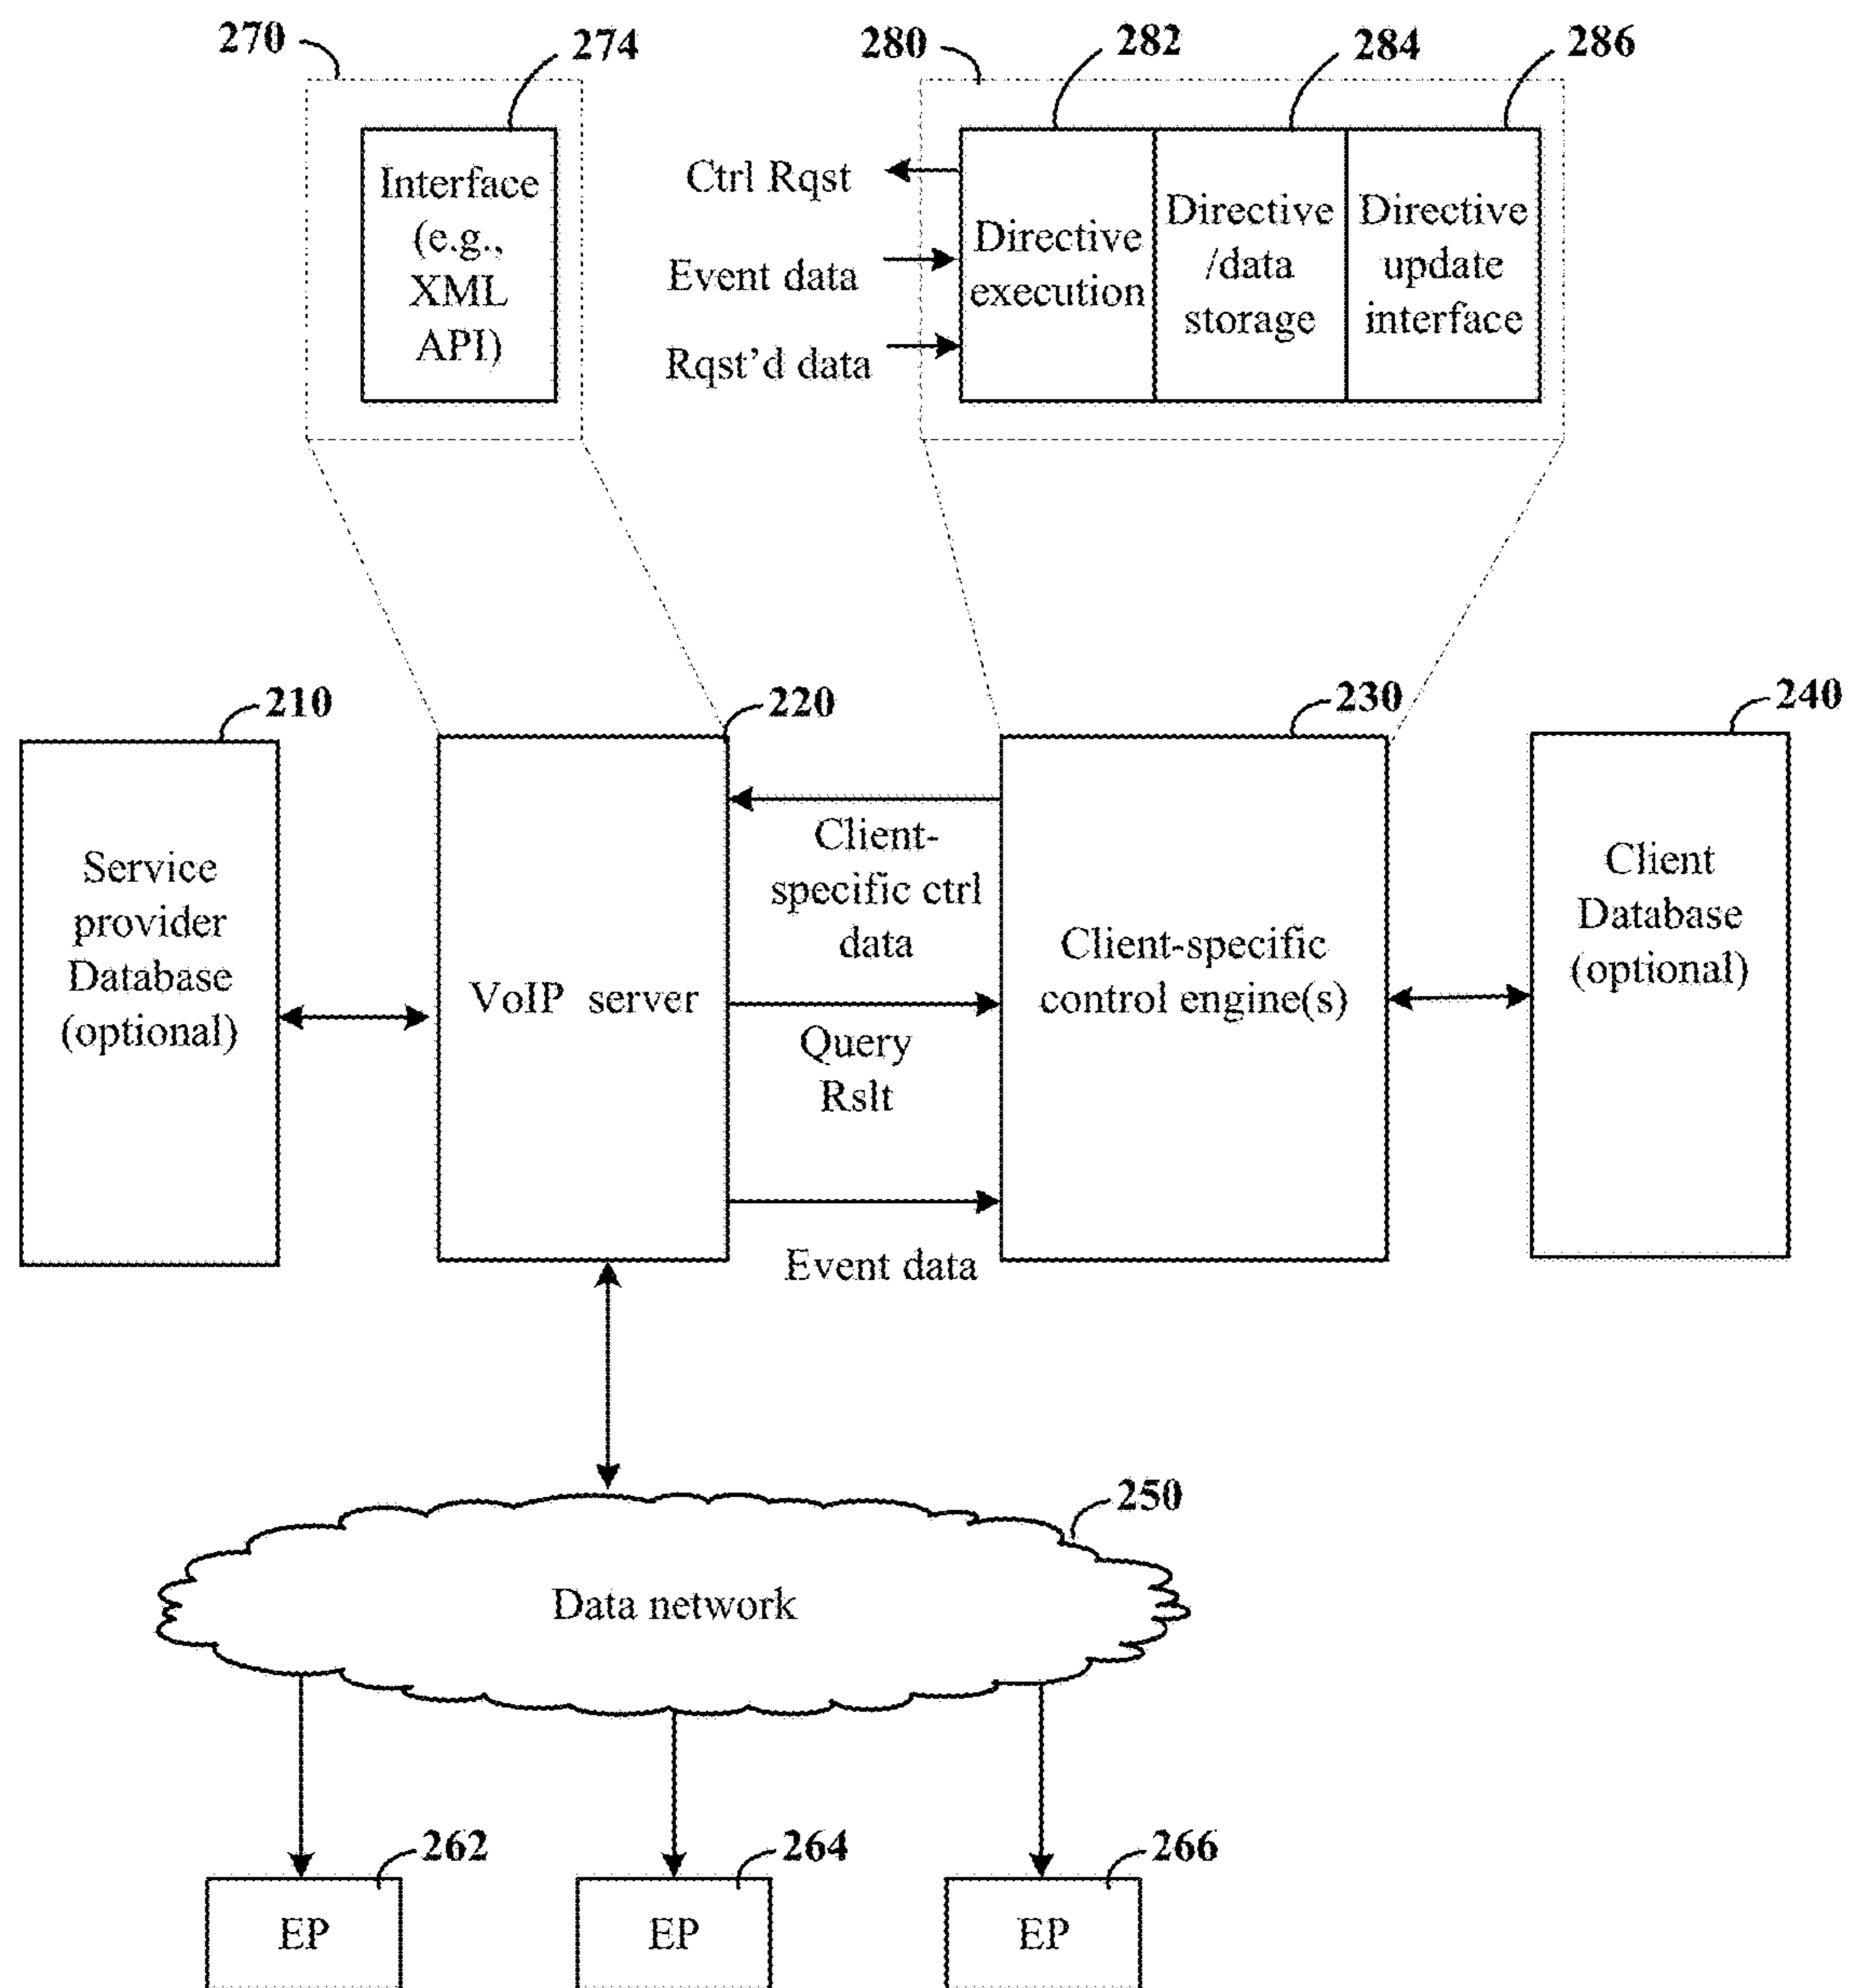 270
274
280
282
284
286
Interface
(e.g.,
XML
API)
Ctrl Rqst
Event data
Rqst’d data
Directive
execution
Directive
/data
storage
Directive
update
interface
210
220
230
240
Service
provider
Database
(optional)
VoIP server
Client-
specific ctrl
data
Query
Rslt
Event data
Client-specific
control engine(s)
Client
Database
(optional)
250
Data network
262
264
266
EP
EP
EP